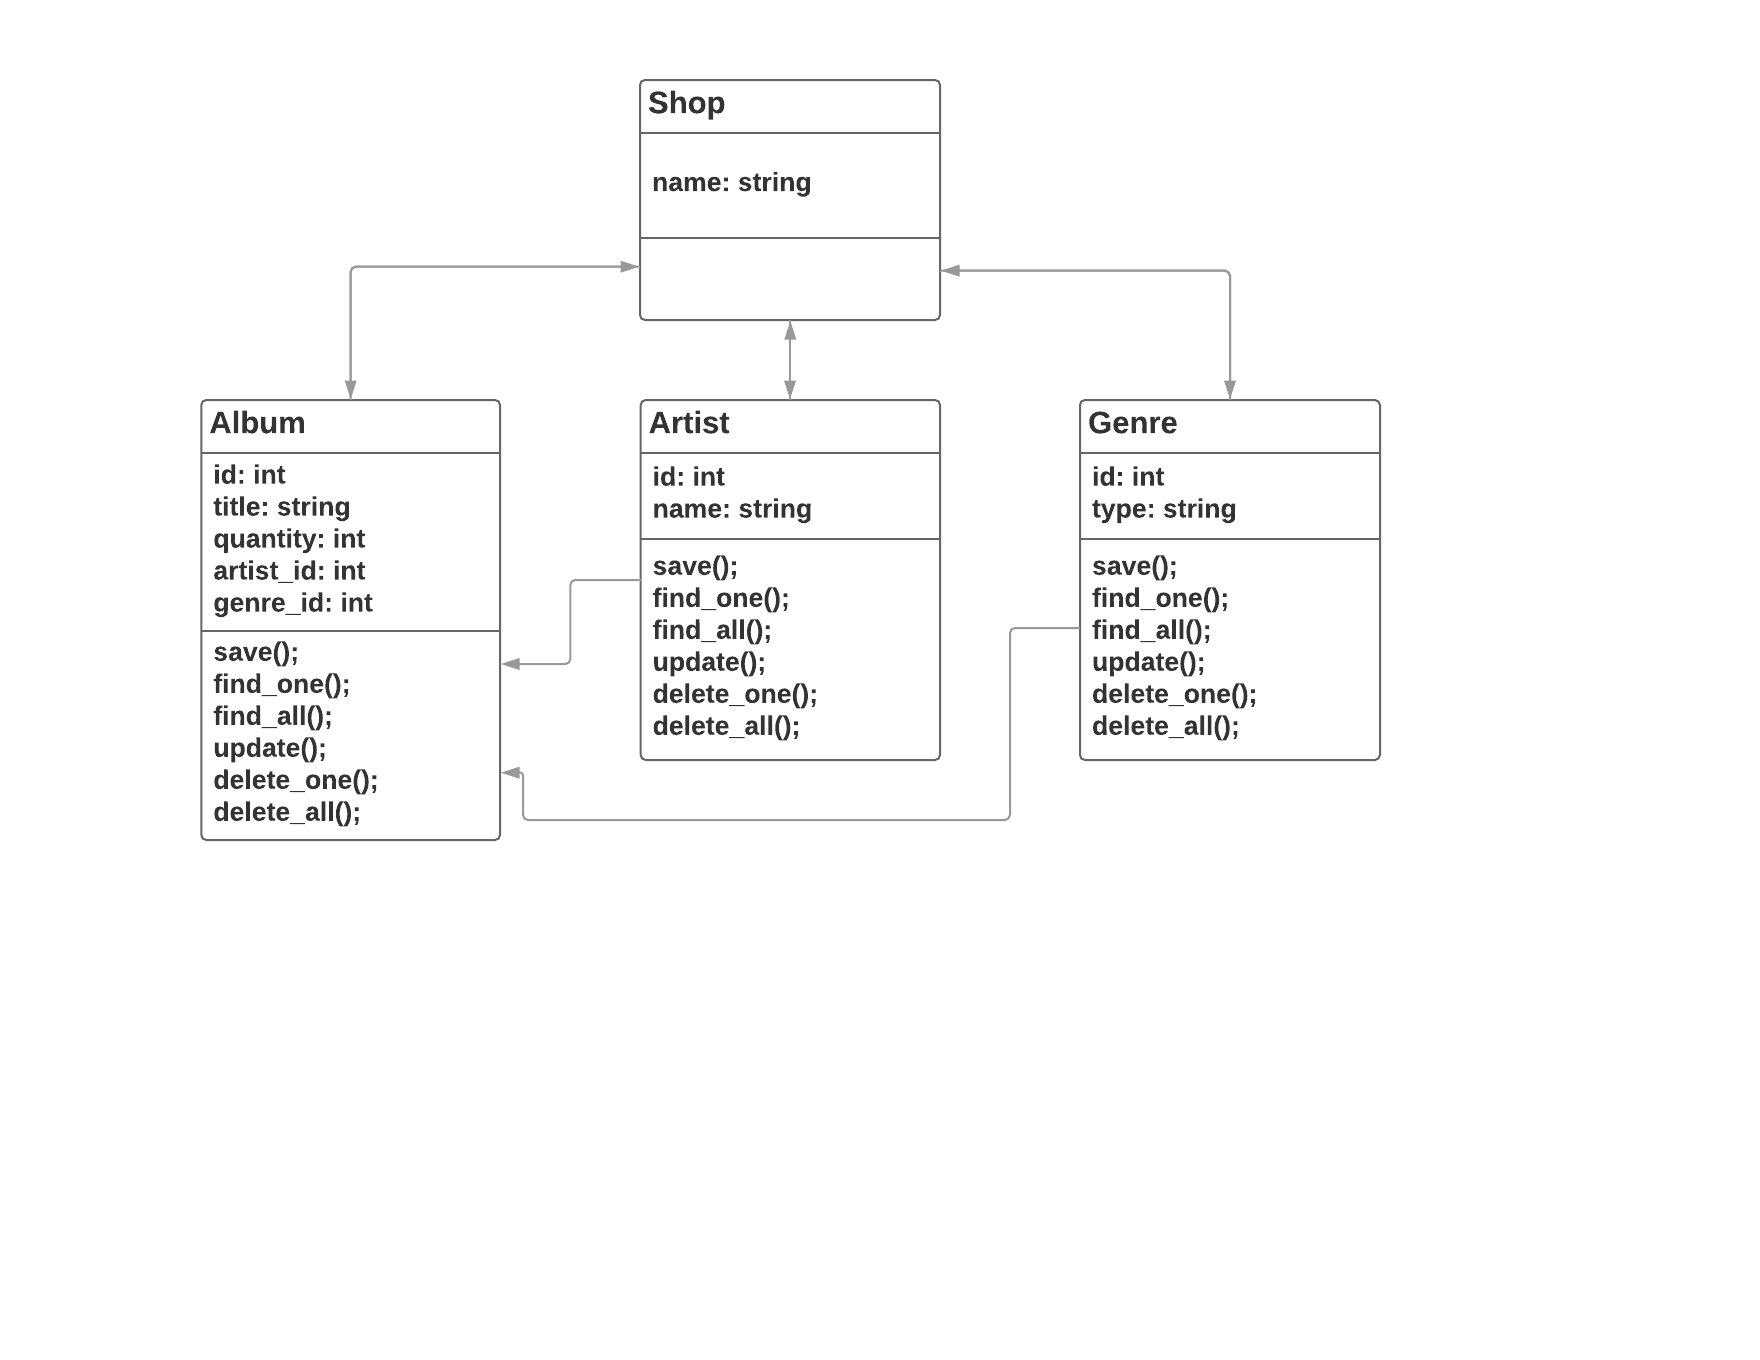 Shop
name: string
Album
id: int
title: string
quantity: int
artist_id: int
genre_id: int
save();
find_one();
find_all();
update();
delete_one();
delete_all();
Artist
id: int
name: string
save();
find_one();
find_all();
update();
delete_one();
delete_all();
Genre
id: int
type: string
save();
find_one();
find_all();
update();
delete_one();
delete_all();